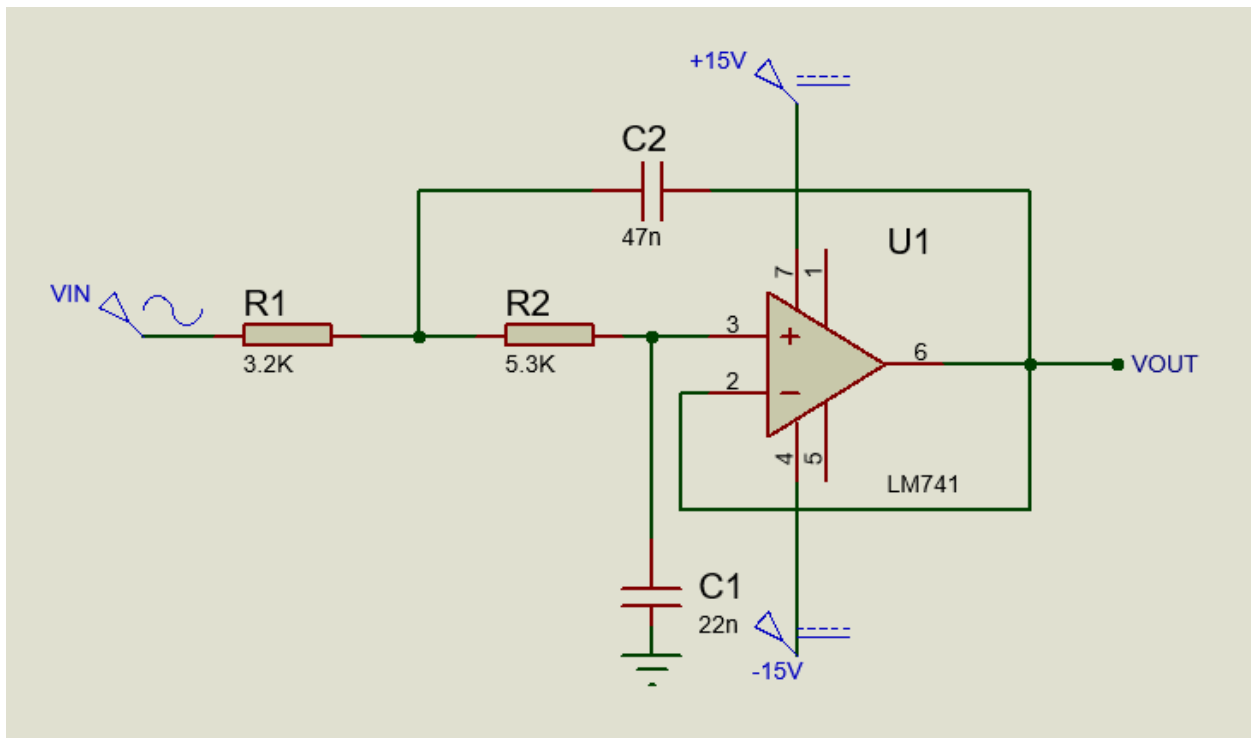 +15V
C2
47n
U1
7
1
VIN
R1
3.2K
R2
5.3K
3
+
2
−
6
VOUT
4
5
LM741
C1
22n
-15V